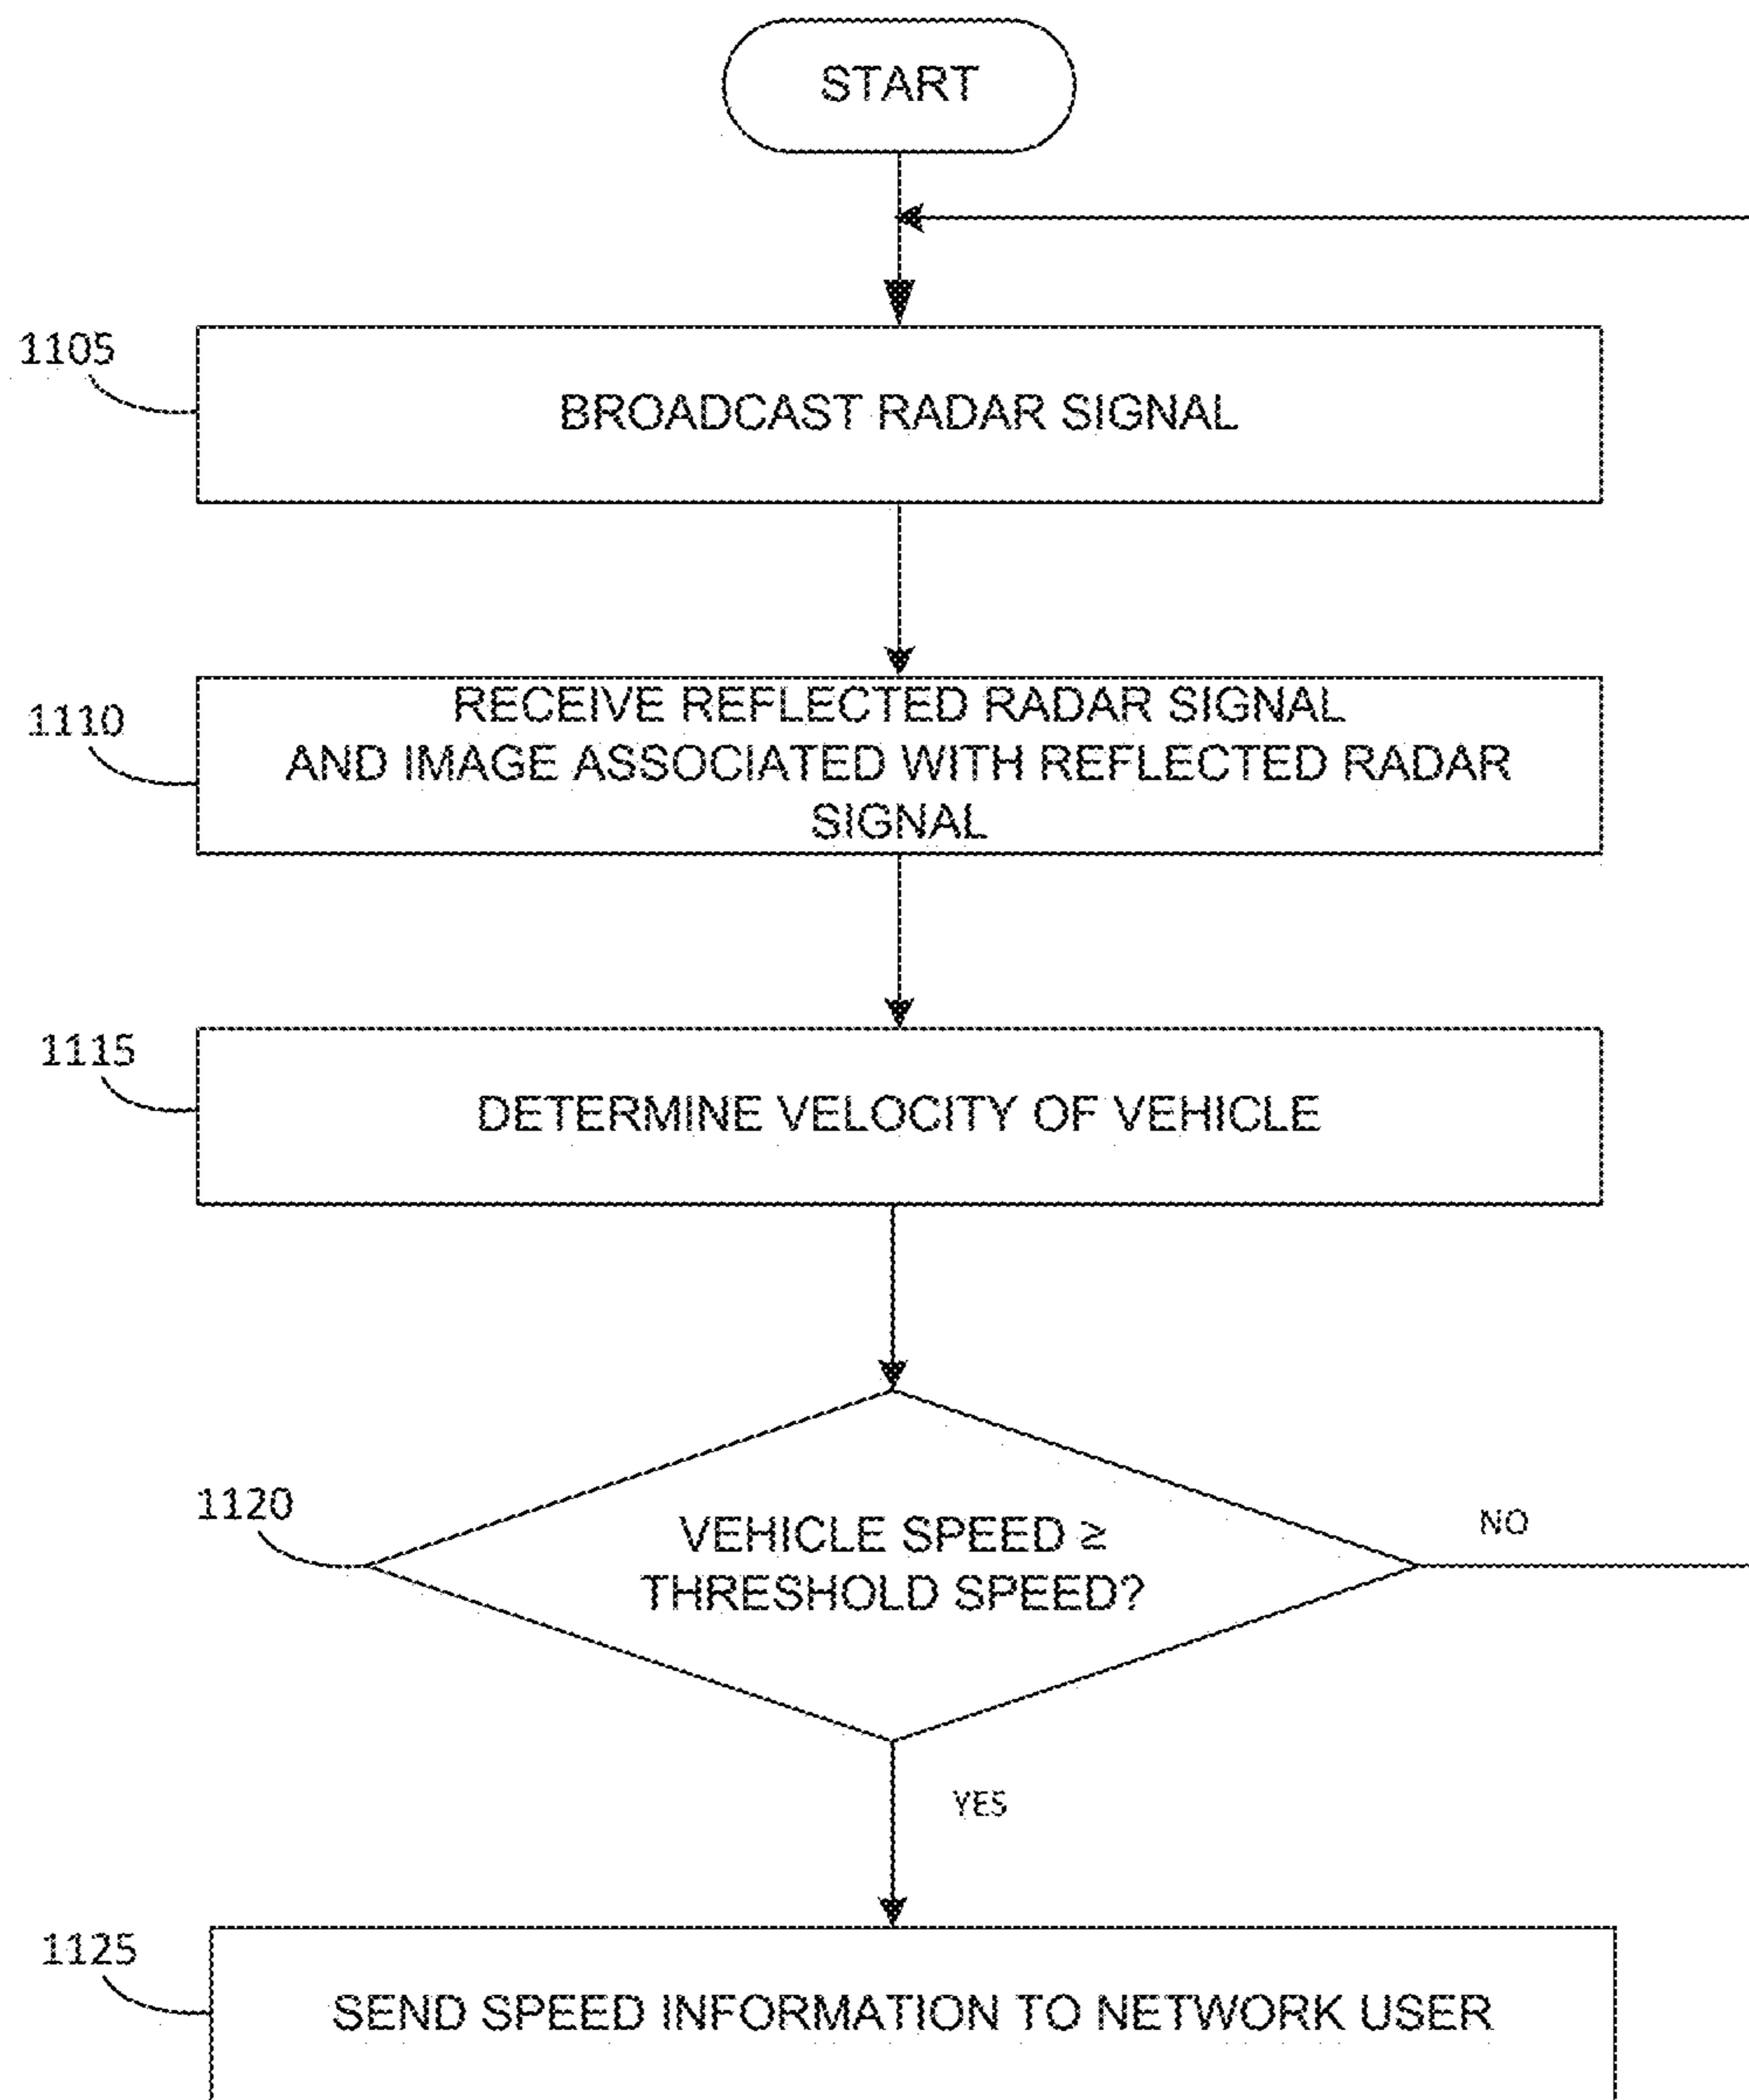 START
1105
BROADCAST RADAR SIGNAL
1110
RECEIVE REFLECTED RADAR SIGNAL
AND IMAGE ASSOCIATED WITH REFLECTED RADAR
SIGNAL
1115
DETERMINE VELOCITY OF VEHICLE
1120
VEHICLE SPEED ≥
THRESHOLD SPEED?
NO
YES
1125
SEND SPEED INFORMATION TO NETWORK USER